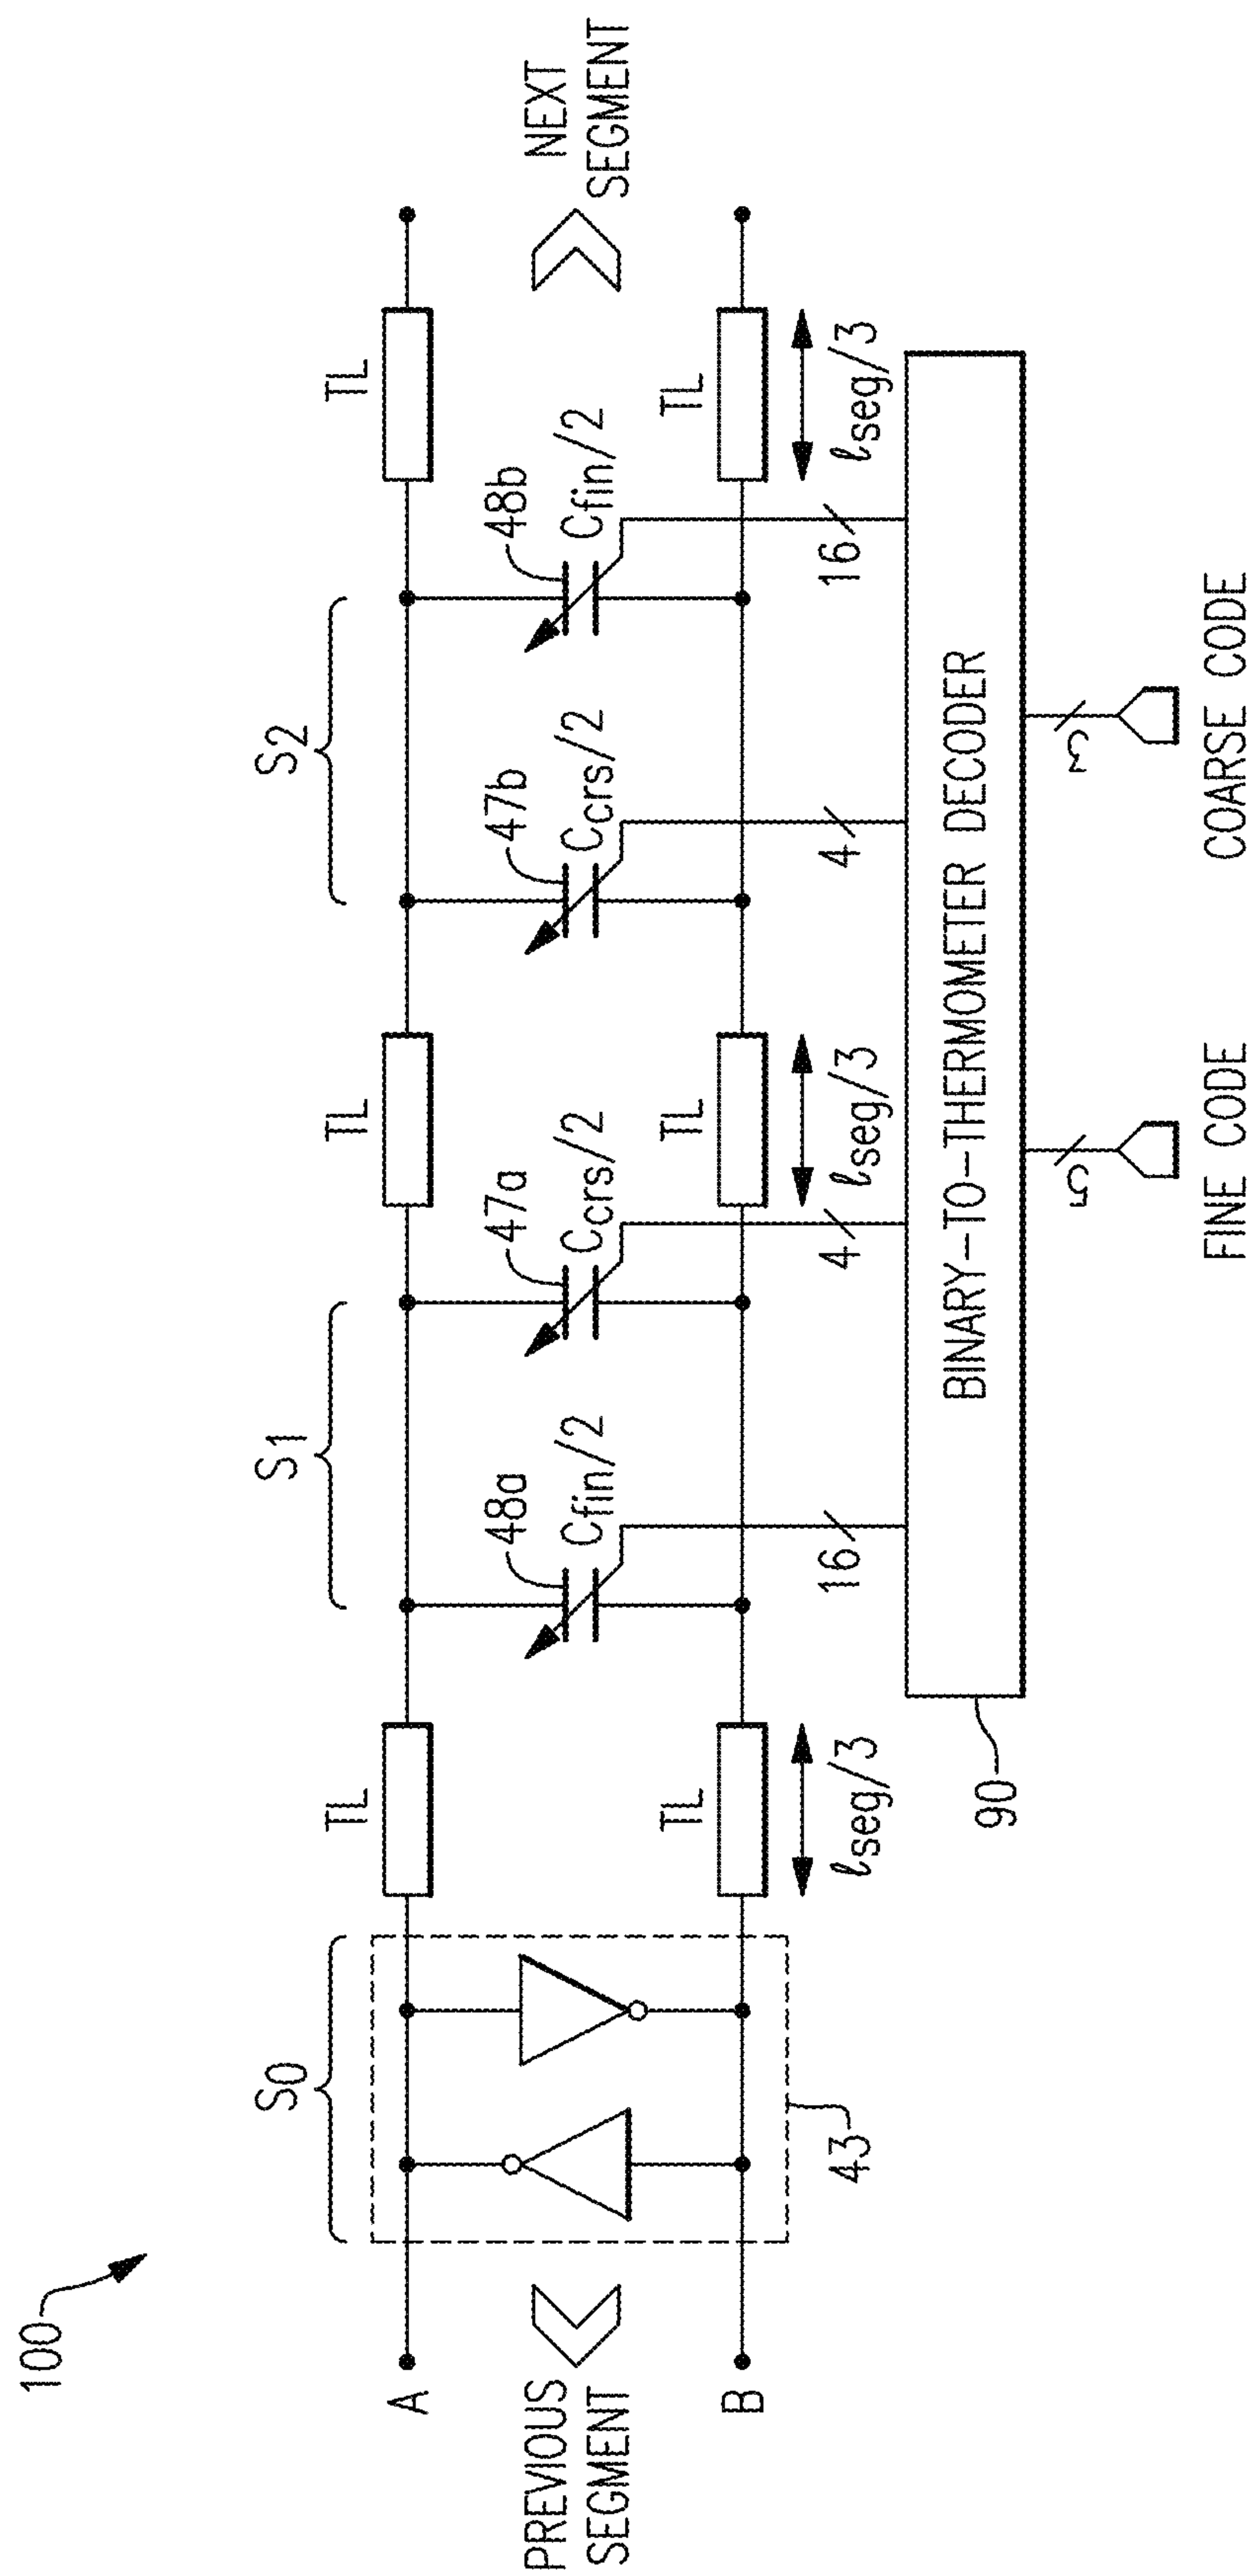 100
S0
S1
S2
A
TL
TL
TL
PREVIOUS
SEGMENT
48a
Cfin/2
47a
Ccrs/2
47b
Ccrs/2
48b
Cfin/2
NEXT
SEGMENT
B
TL
TL
TL
43
ℓseg/3
ℓseg/3
ℓseg/3
16
4
4
16
90
BINARY-TO-THERMOMETER DECODER
5
3
FINE CODE
COARSE CODE